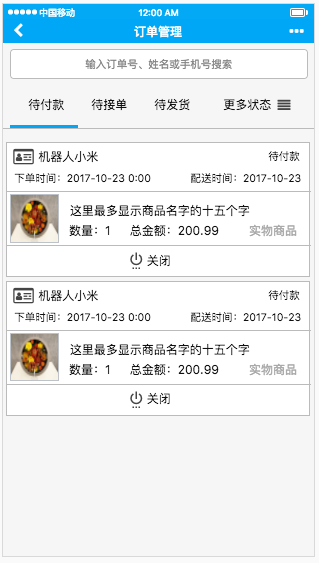 中国移动 12:00 AM
订单管理
输入订单号、姓名或手机号搜索
待付款 待接单 待发货 更多状态
机器人小米 待付款
下单时间：2017-10-23 0:00 配送时间：2017-10-23 0:00
这里最多显示商品名字的十五个字
数量：1 总金额：200.99 实物商品
关闭
机器人小米 待付款
下单时间：2017-10-23 0:00 配送时间：2017-10-23 0:00
这里最多显示商品名字的十五个字
数量：1 总金额：200.99 实物商品
关闭